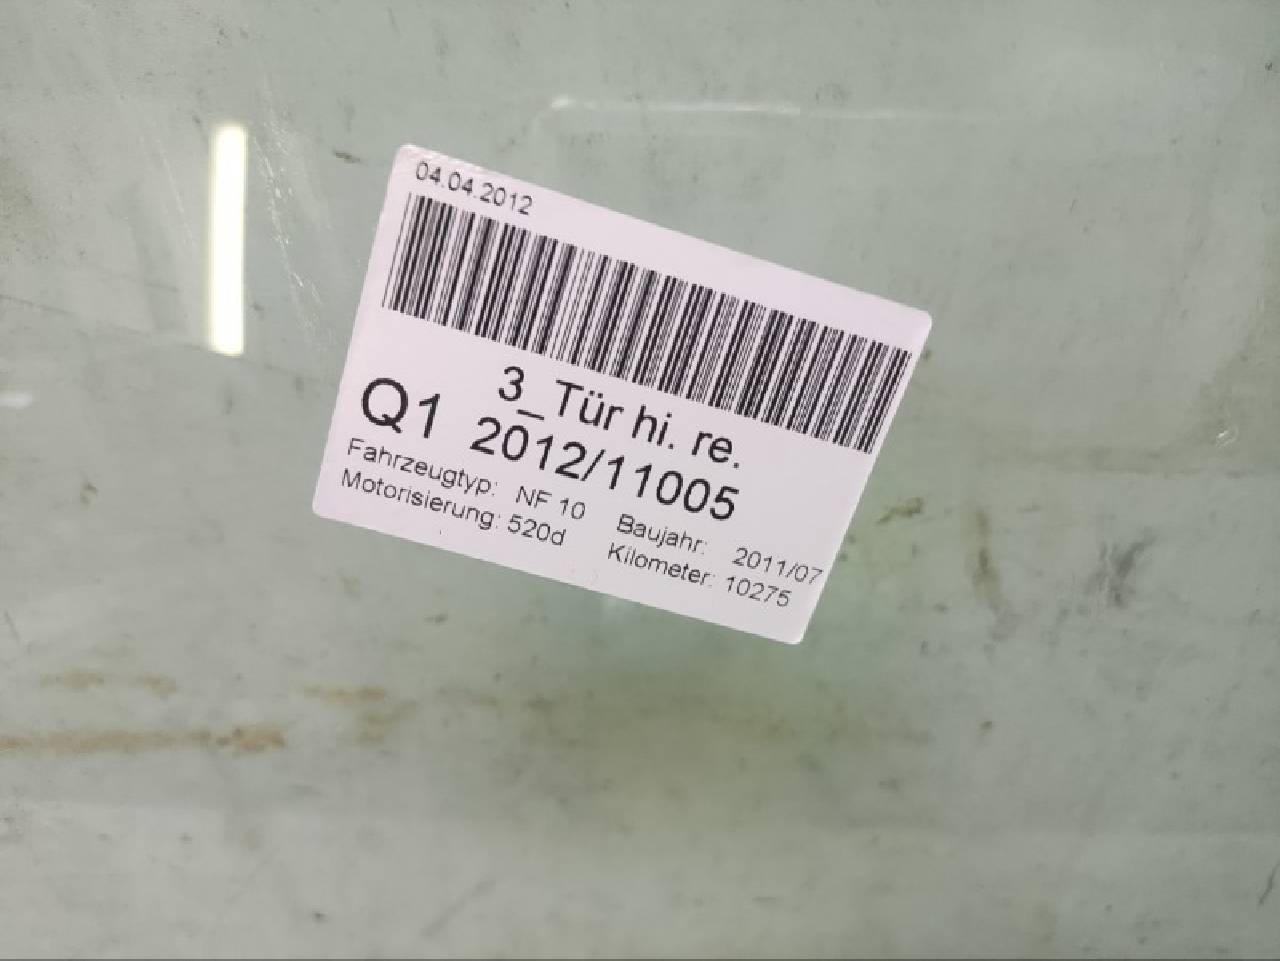 04.04.2012
3_Tür hi. re.
Q1 2012/11005
Fahrzeugtyp: NF 10 Baujahr: 2011/07
Motorisierung: 520d Kilometer: 10275